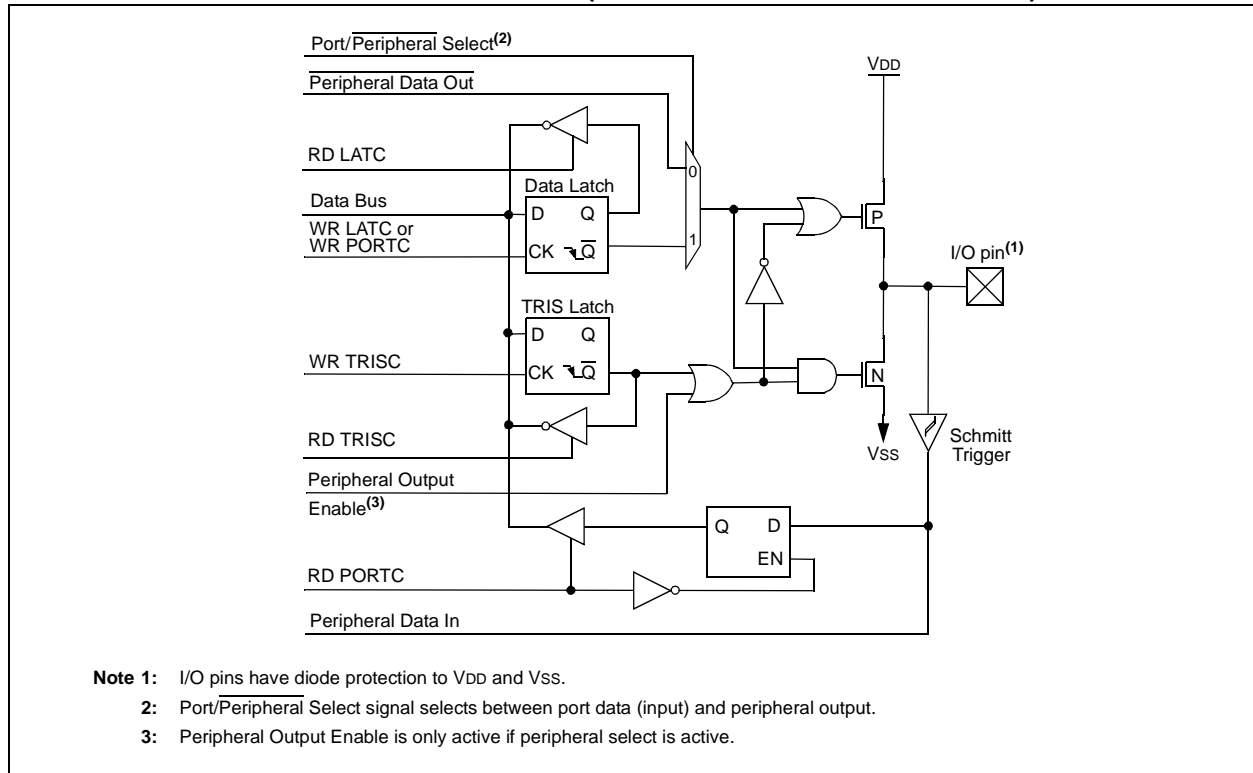 Port/Peripheral Select(2)
Peripheral Data Out
VDD
RD LATC
0
Data Latch
Data Bus
D Q
WR LATC or
WR PORTC
CK Q
1
P
I/O pin(1)
TRIS Latch
D Q
WR TRISC
CK Q
N
RD TRISC
VSS
Schmitt
Trigger
Peripheral Output
Enable(3)
Q D
EN
RD PORTC
Peripheral Data In
Note 1: I/O pins have diode protection to VDD and VSS.
2: Port/Peripheral Select signal selects between port data (input) and peripheral output.
3: Peripheral Output Enable is only active if peripheral select is active.